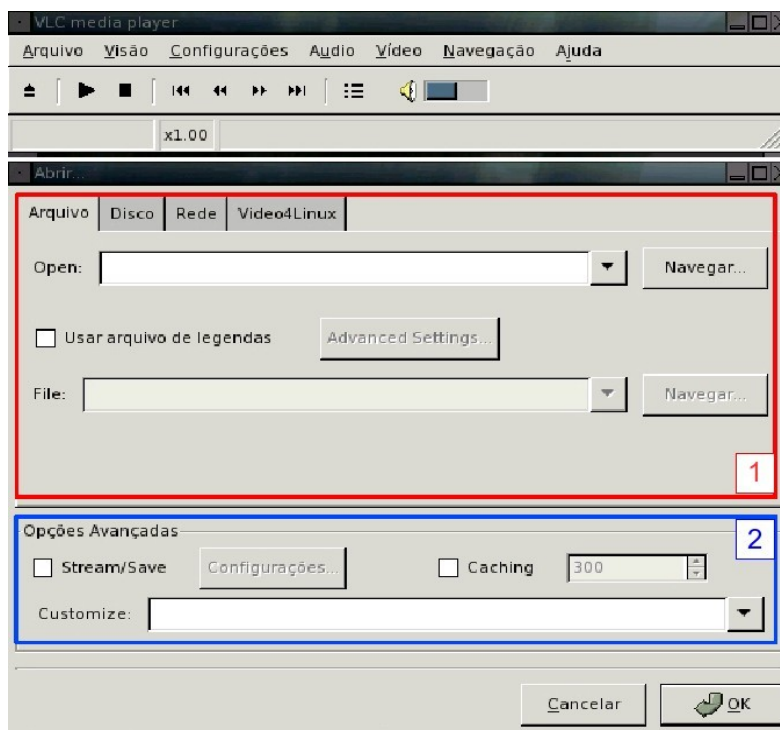 VLC media player
Arquivo Visão Configurações Audio Vídeo Navegação Ajuda
x1.00
Abrir...
Arquivo Disco Rede Video4Linux
Open: Navegar...
Usar arquivo de legendas Advanced Settings...
File: Navegar...
1
Opções Avançadas
2
Stream/Save Configurações... Caching 300
Customize:
Cancelar OK